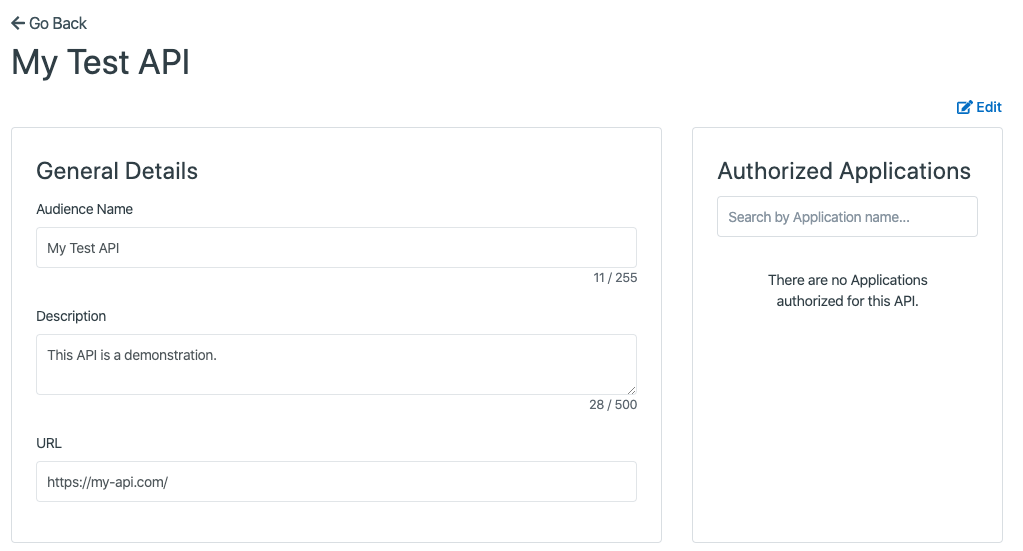 Go Back
My Test API
Edit
General Details
Audience Name
My Test API
11 / 255
Description
This API is a demonstration.
28 / 500
URL
https://my-api.com/
Authorized Applications
Search by Application name...
There are no Applications
authorized for this API.